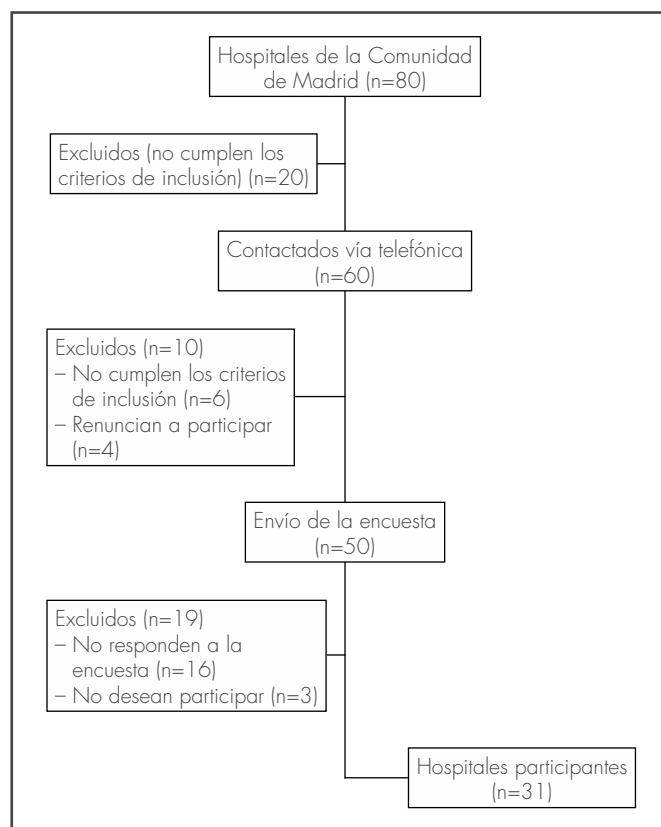 Hospitales de la Comunidad
de Madrid (n=80)
Excluidos (no cumplen los
criterios de inclusión) (n=20)
Contactados vía telefónica
(n=60)
Excluidos (n=10)
– No cumplen los criterios
de inclusión (n=6)
– Renuncian a participar
(n=4)
Envío de la encuesta
(n=50)
Excluidos (n=19)
– No responden a la
encuesta (n=16)
– No desean participar (n=3)
Hospitales participantes
(n=31)